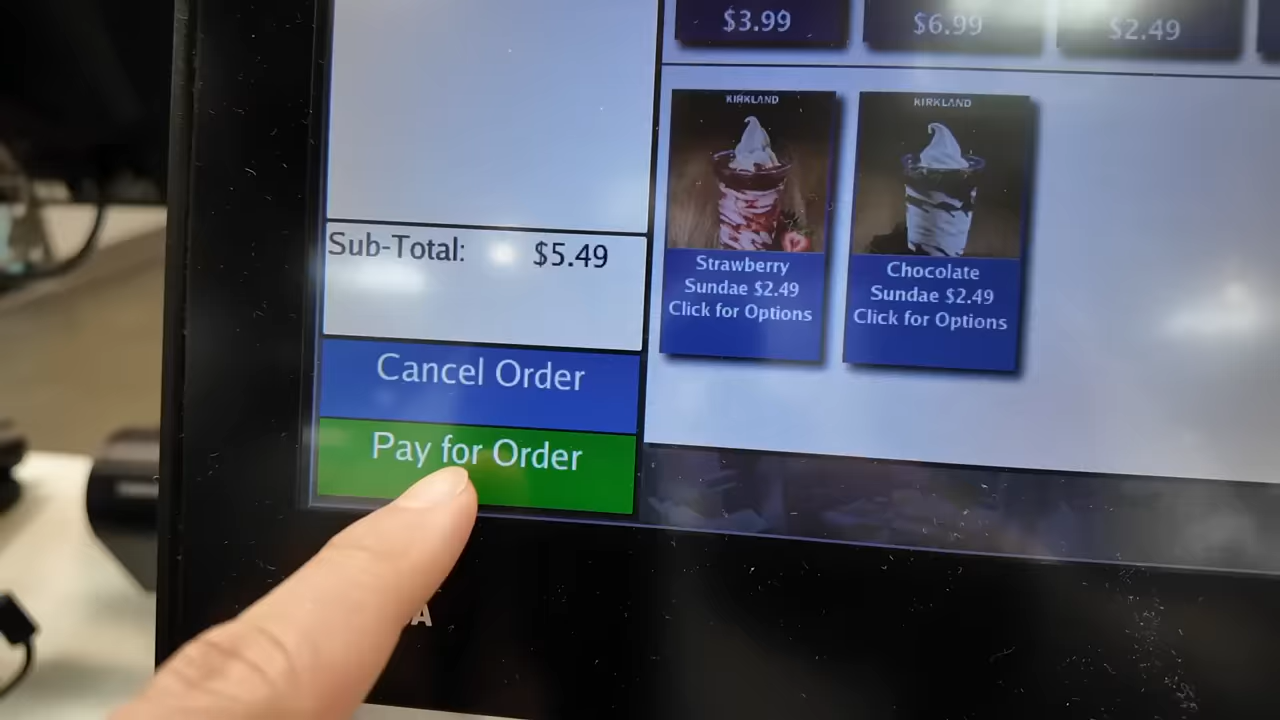 $3.99
$6.99
$2.49
KIRKLAND
KIRKLAND
Sub-Total: $5.49
Strawberry
Sundae $2.49
Click for Options
Chocolate
Sundae $2.49
Click for Options
Cancel Order
Pay for Order
A